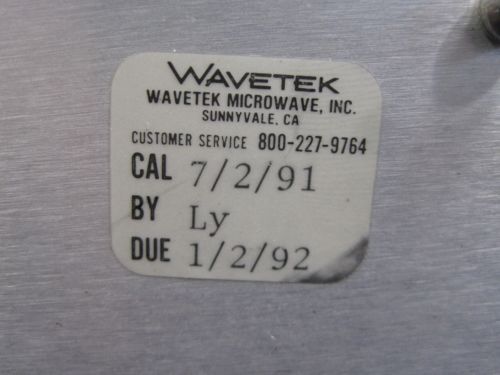 WAVETEK
WAVETEK MICROWAVE, INC.
SUNNYVALE, CA
CUSTOMER SERVICE 800-227-9764
CAL 7/2/91
BY Ly
DUE 1/2/92